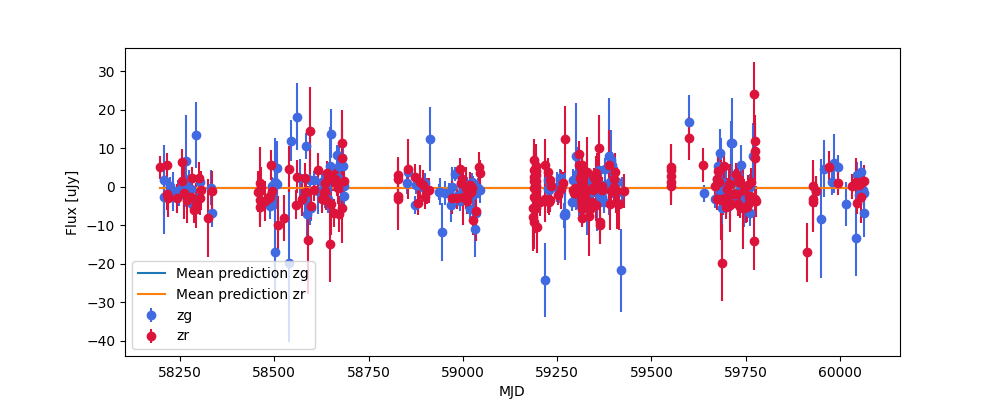 30
20
10
0
−10
−20
−30
−40
Flux [uJy]
58250 58500 58750 59000 59250 59500 59750 60000
MJD
Mean prediction zg
Mean prediction zr
zg
zr